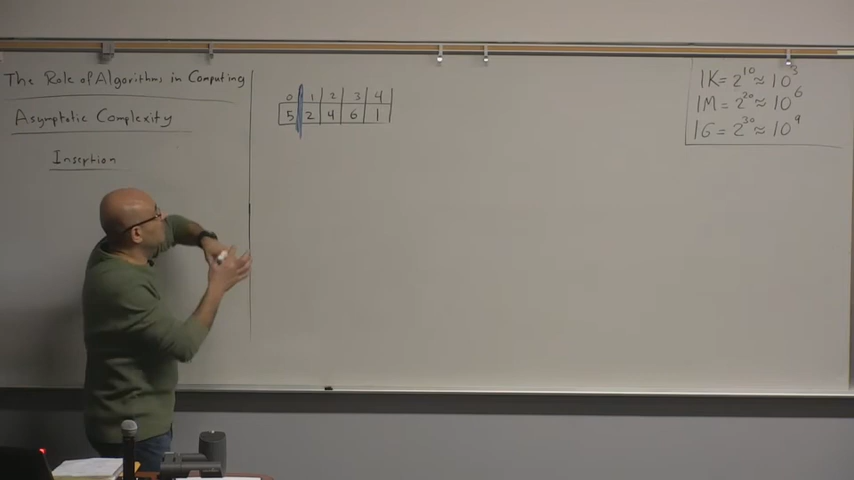 The Role of Algorithms in Computing
Asymptotic Complexity
Insertion
0 1 2 3 4
5 2 4 6 1
1K = 2^10 ≈ 10^3
1M = 2^20 ≈ 10^6
1G = 2^30 ≈ 10^9